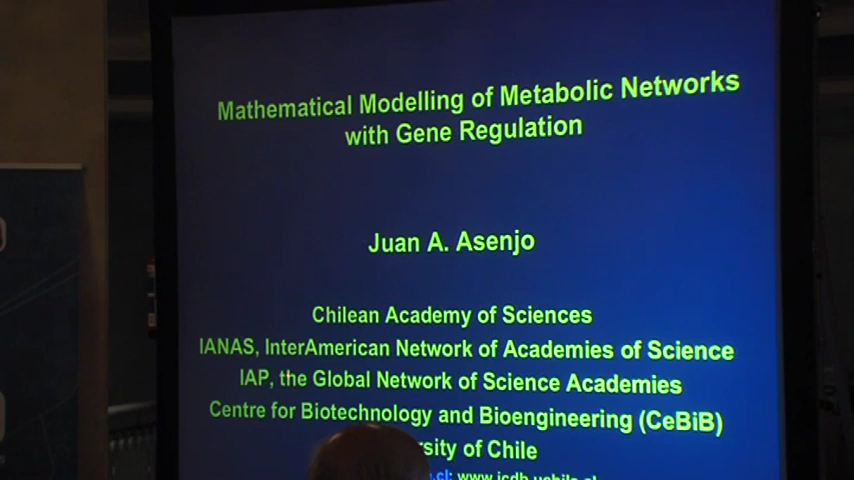 Mathematical Modelling of Metabolic Networks
with Gene Regulation
Juan A. Asenjo
Chilean Academy of Sciences
IANAS, InterAmerican Network of Academies of Science
IAP, the Global Network of Science Academies
Centre for Biotechnology and Bioengineering (CeBiB)
of Chile